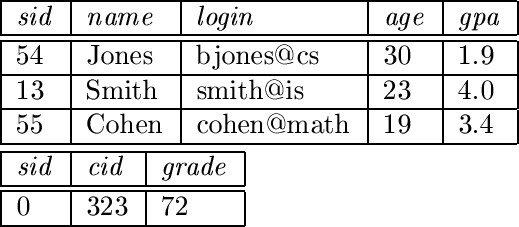 sid name login age gpa
54 Jones bjones@cs 30 1.9
13 Smith smith@is 23 4.0
55 Cohen cohen@math 19 3.4
sid cid grade
0 323 72